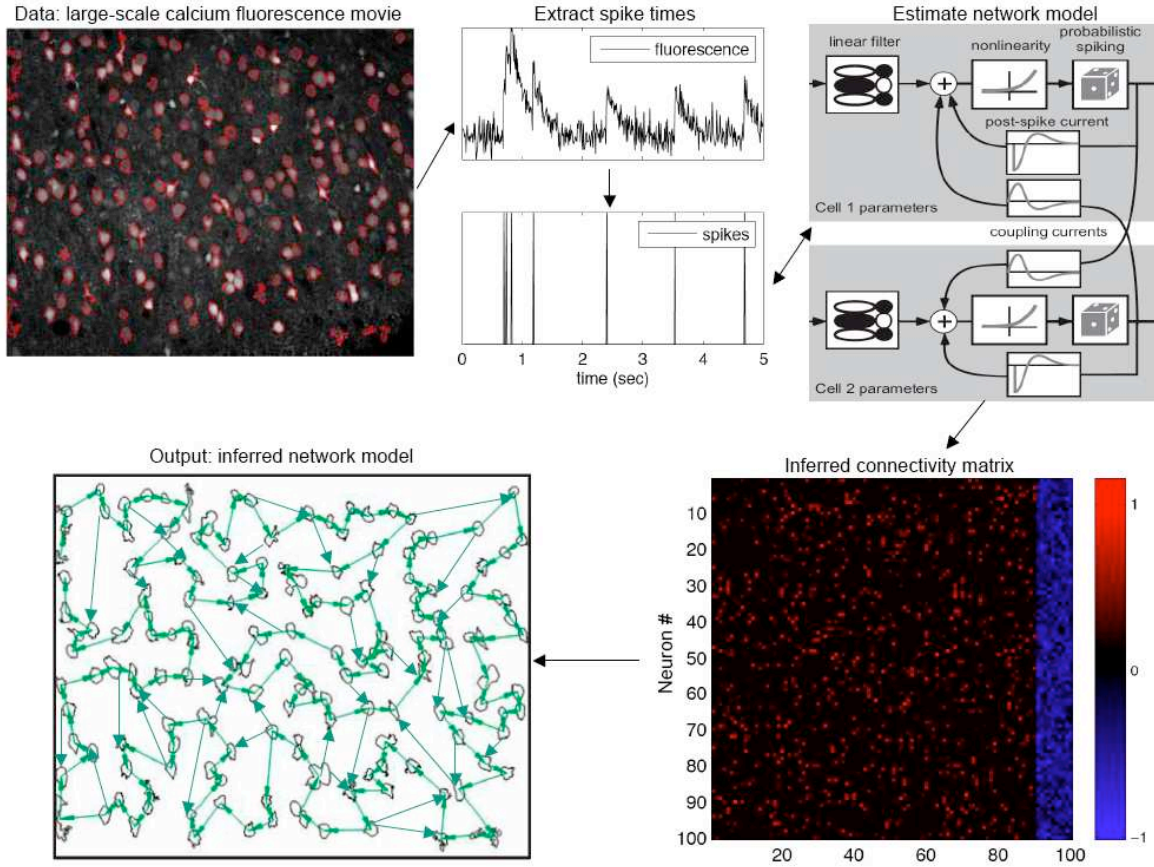 Data: large-scale calcium fluorescence movie
Extract spike times
fluorescence
spikes
0 1 2 3 4 5
time (sec)
Estimate network model
linear filter
nonlinearity
probabilistic
spiking
post-spike current
Cell 1 parameters
coupling currents
Cell 2 parameters
Output: inferred network model
Inferred connectivity matrix
Neuron #
10
20
30
40
50
60
70
80
90
100
20 40 60 80 100
1
0
-1